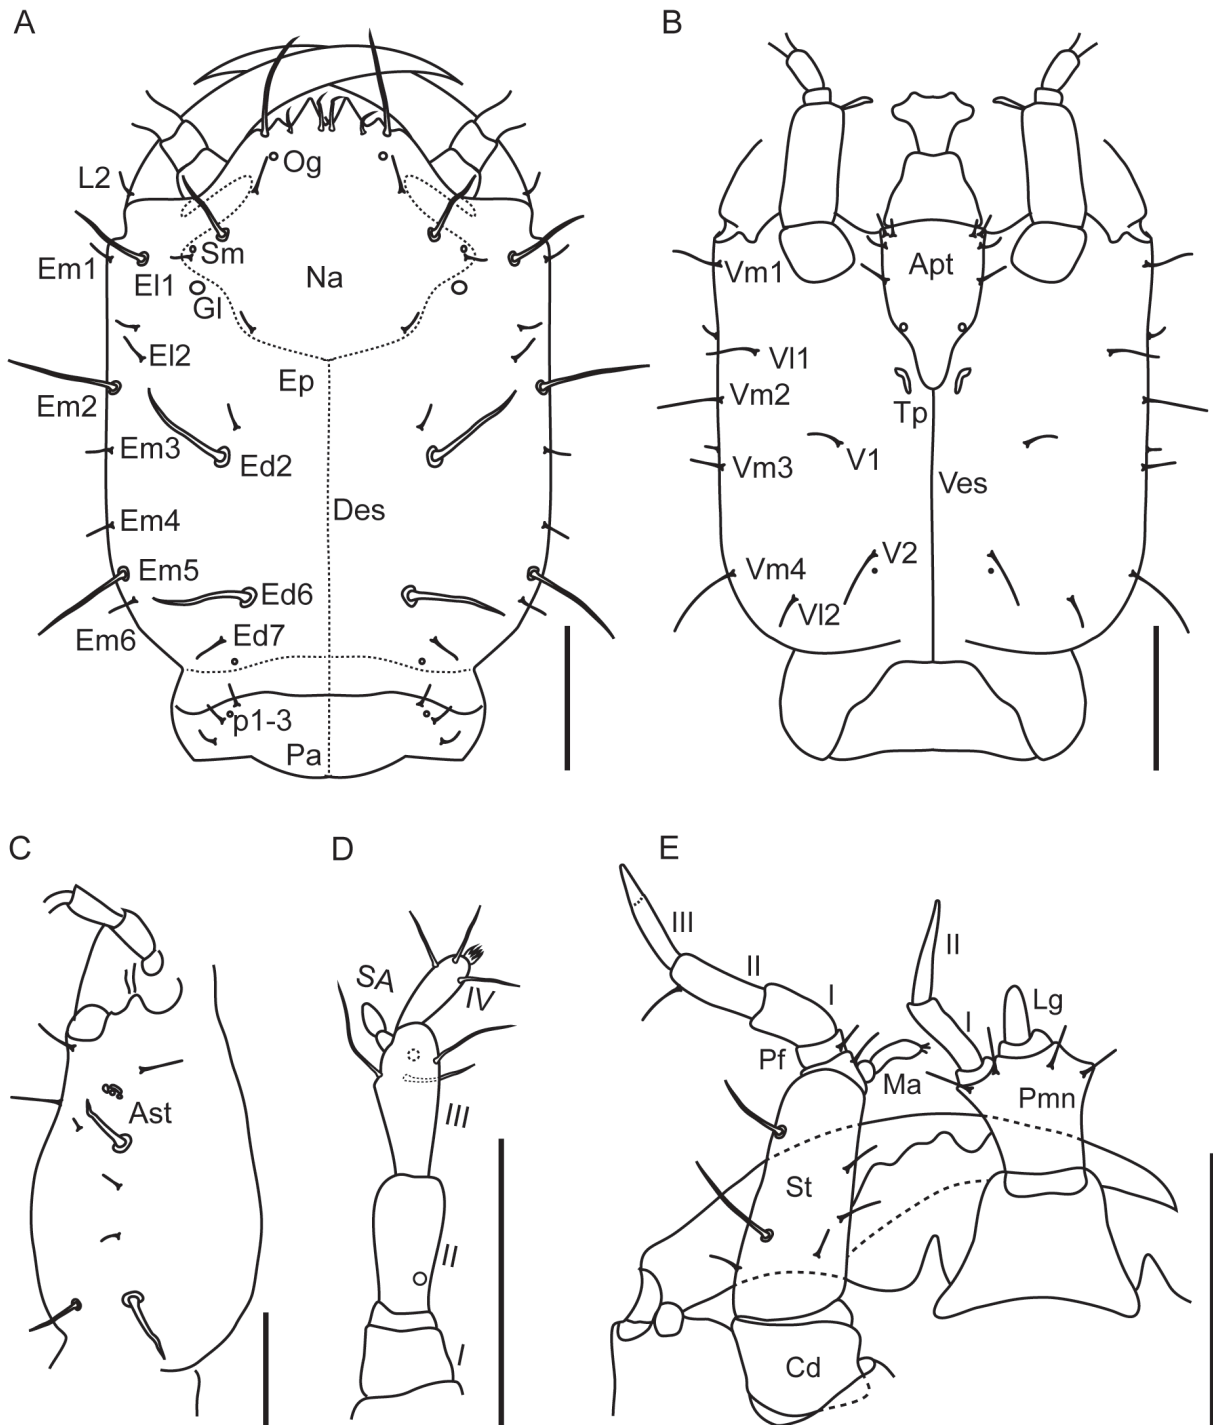 A
B
L2
Og
Sm
Em1
El1
Gl
Na
El2
Ep
Em2
Em3
Ed2
Des
Em4
Em5
Ed6
Em6
Ed7
p1-3
Pa
Vm1
Apt
Vl1
Vm2
Tp
V1
Vm3
Ves
V2
Vm4
Vl2
C
D
E
Ast
SA
IV
III
II
I
III
II
I
Pf
Ma
II
I
Lg
Pmn
St
Cd